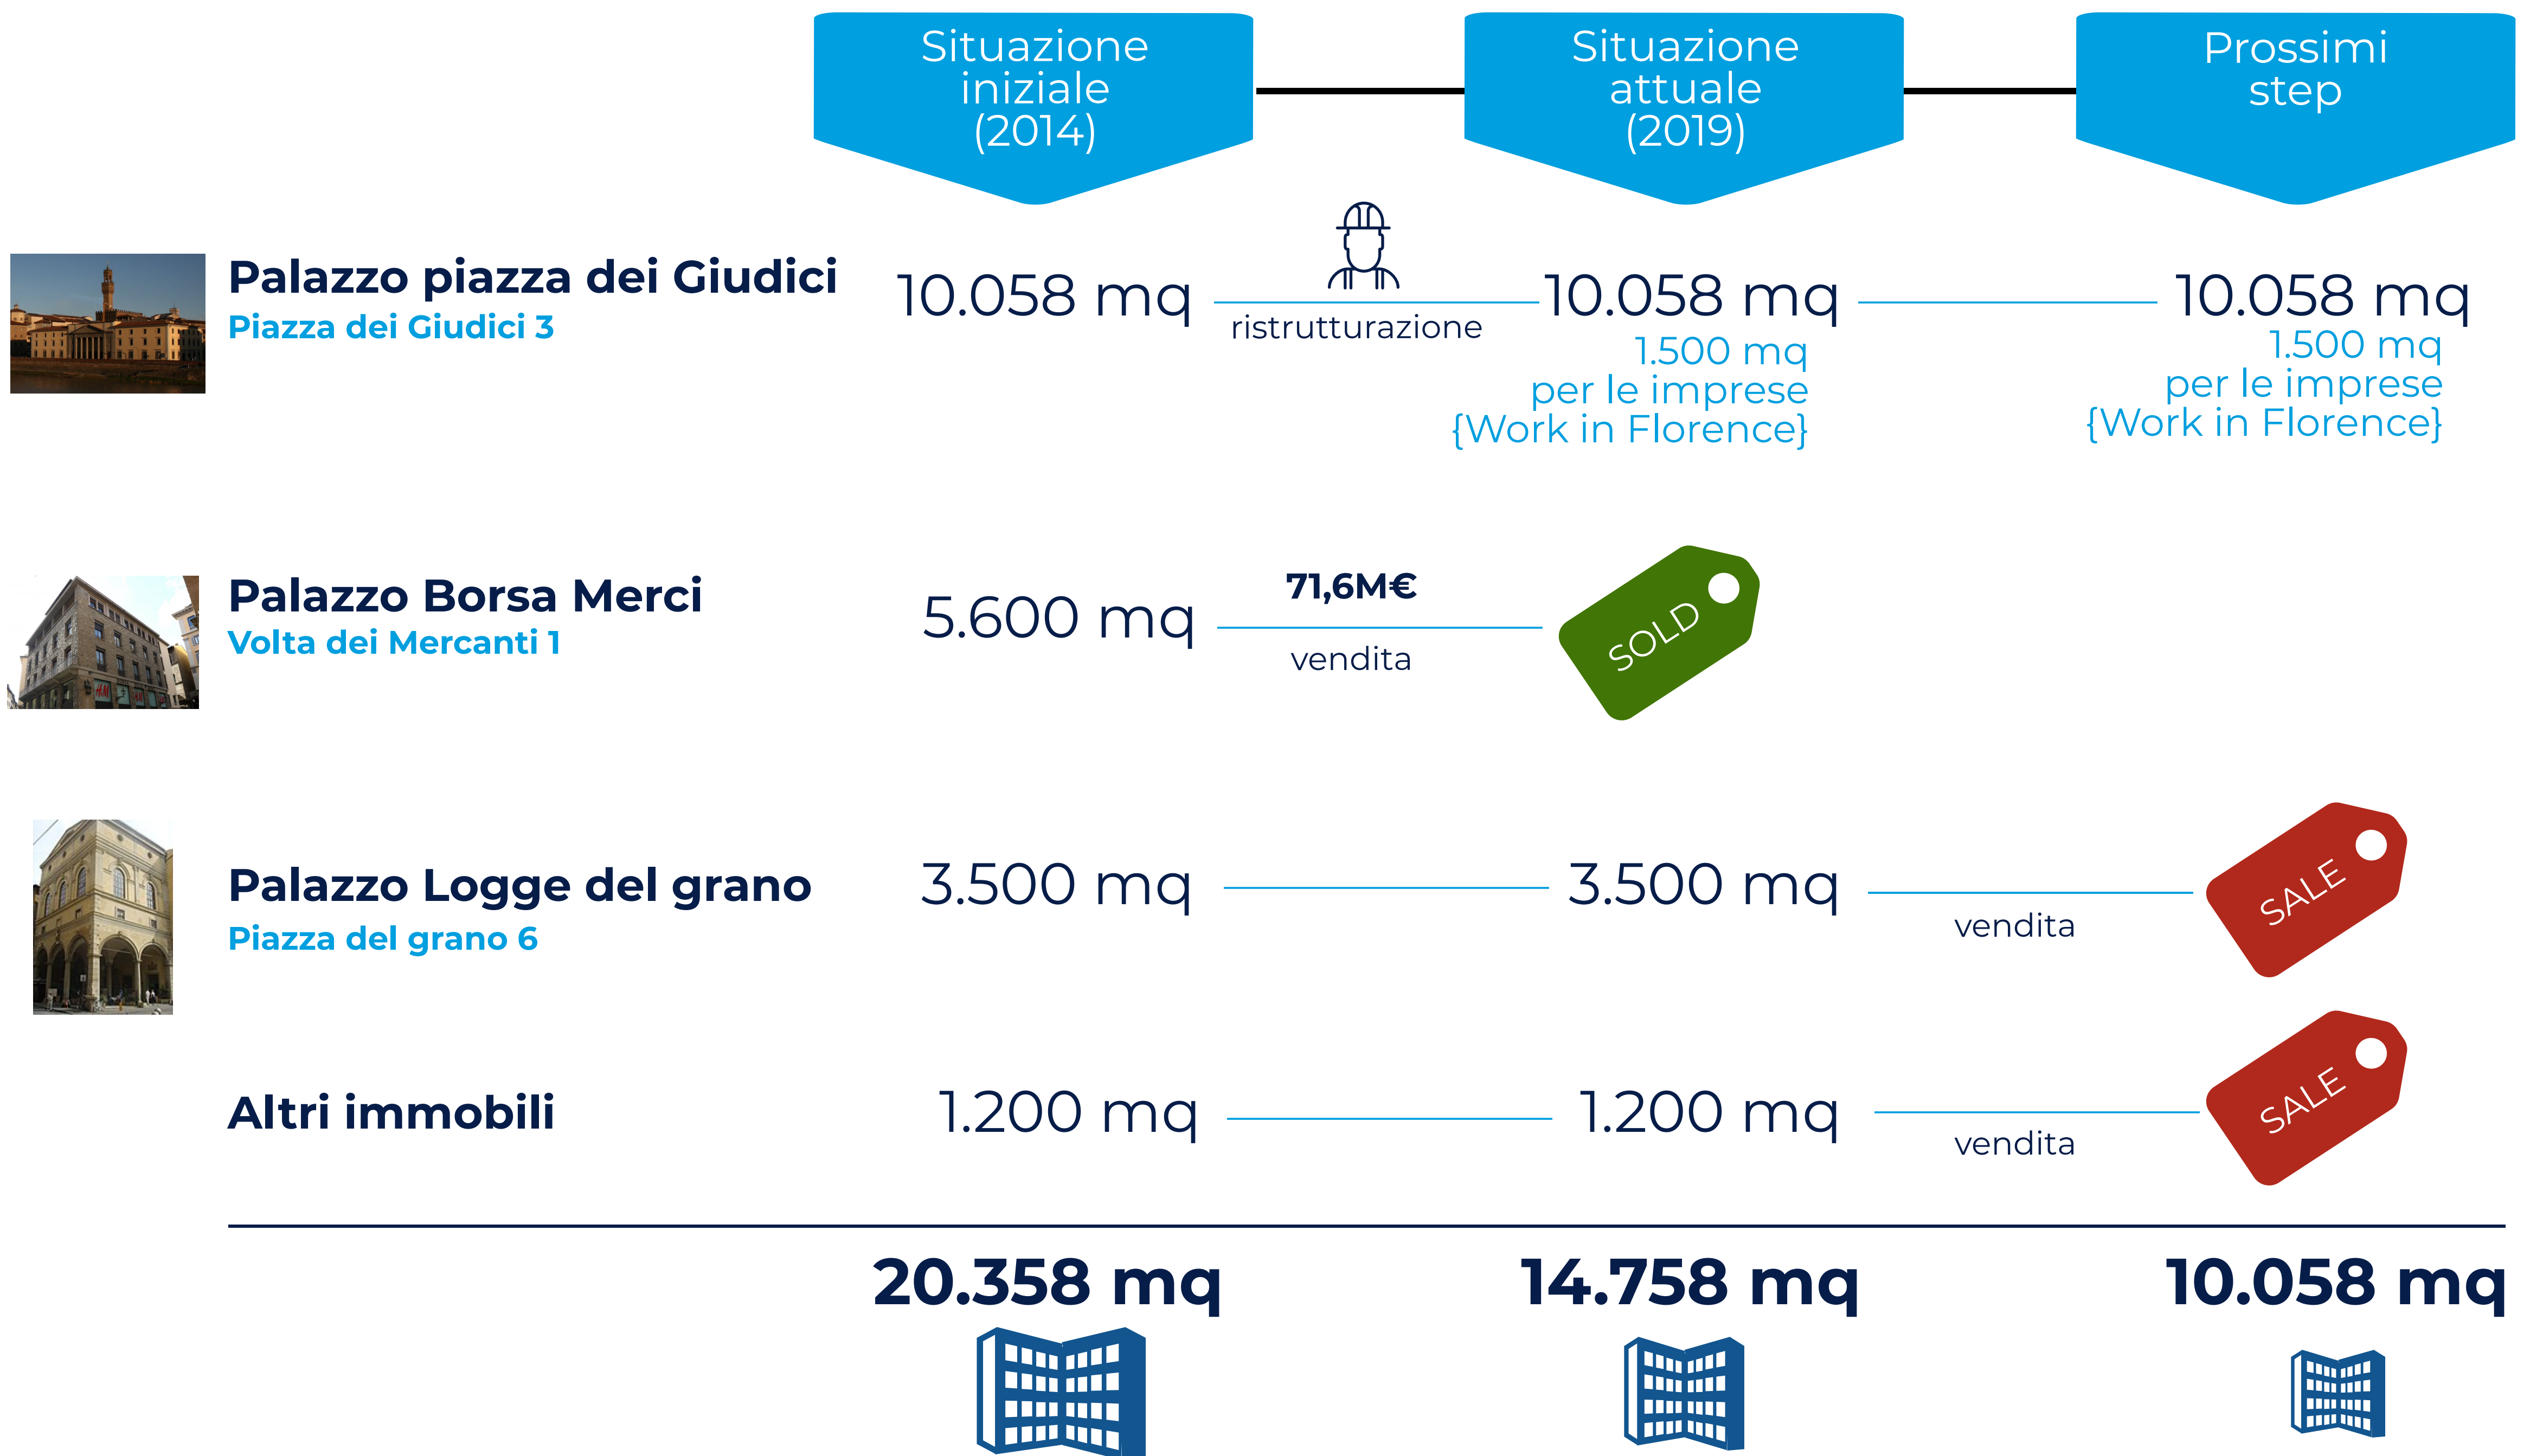 Situazione
iniziale
(2014)
Situazione
attuale
(2019)
Prossimi
step
Palazzo piazza dei Giudici
Piazza dei Giudici 3
10.058 mq
ristrutturazione
10.058 mq
1.500 mq
per le imprese
{Work in Florence}
10.058 mq
1.500 mq
per le imprese
{Work in Florence}
Palazzo Borsa Merci
Volta dei Mercanti 1
5.600 mq
71,6M€
vendita
SOLD
H&M
Palazzo Logge del grano
Piazza del grano 6
3.500 mq
3.500 mq
vendita
SALE
Altri immobili
1.200 mq
1.200 mq
vendita
SALE
20.358 mq
14.758 mq
10.058 mq